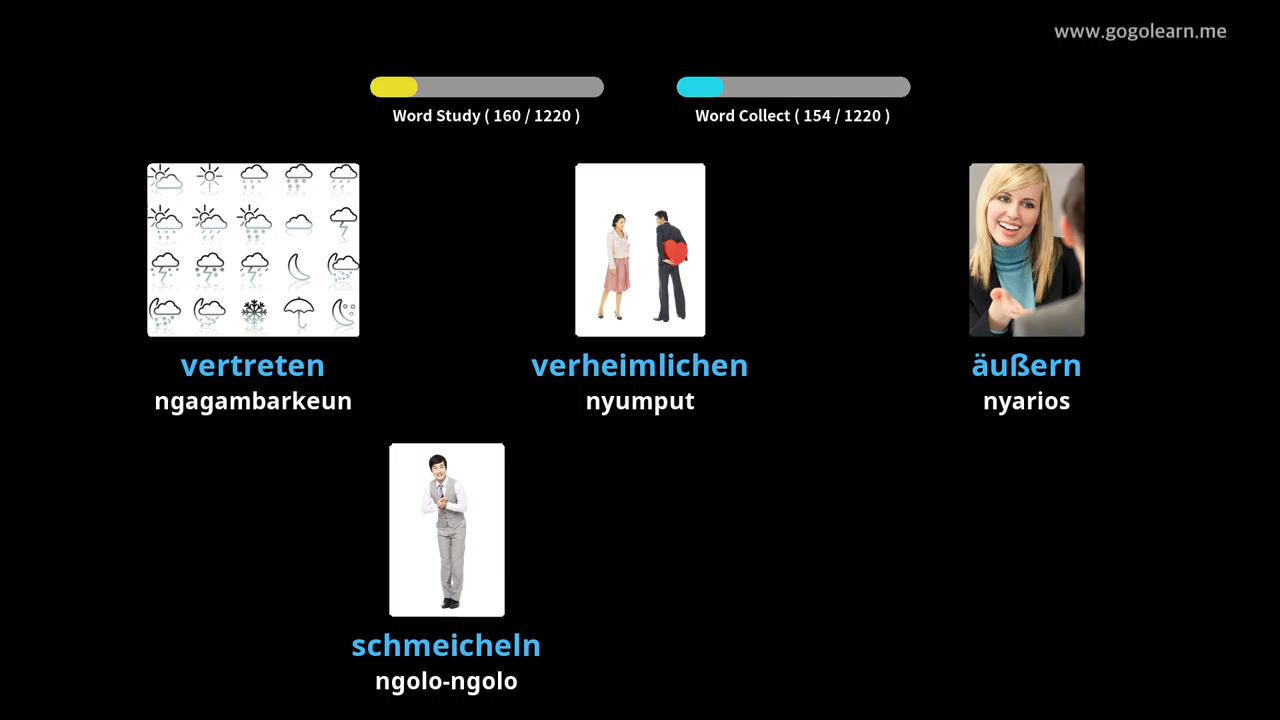 www.gogolearn.me
Word Study ( 160 / 1220 )
Word Collect ( 154 / 1220 )
vertreten
ngagambarkeun
verheimlichen
nyumput
äußern
nyarios
schmeicheln
ngolo-ngolo